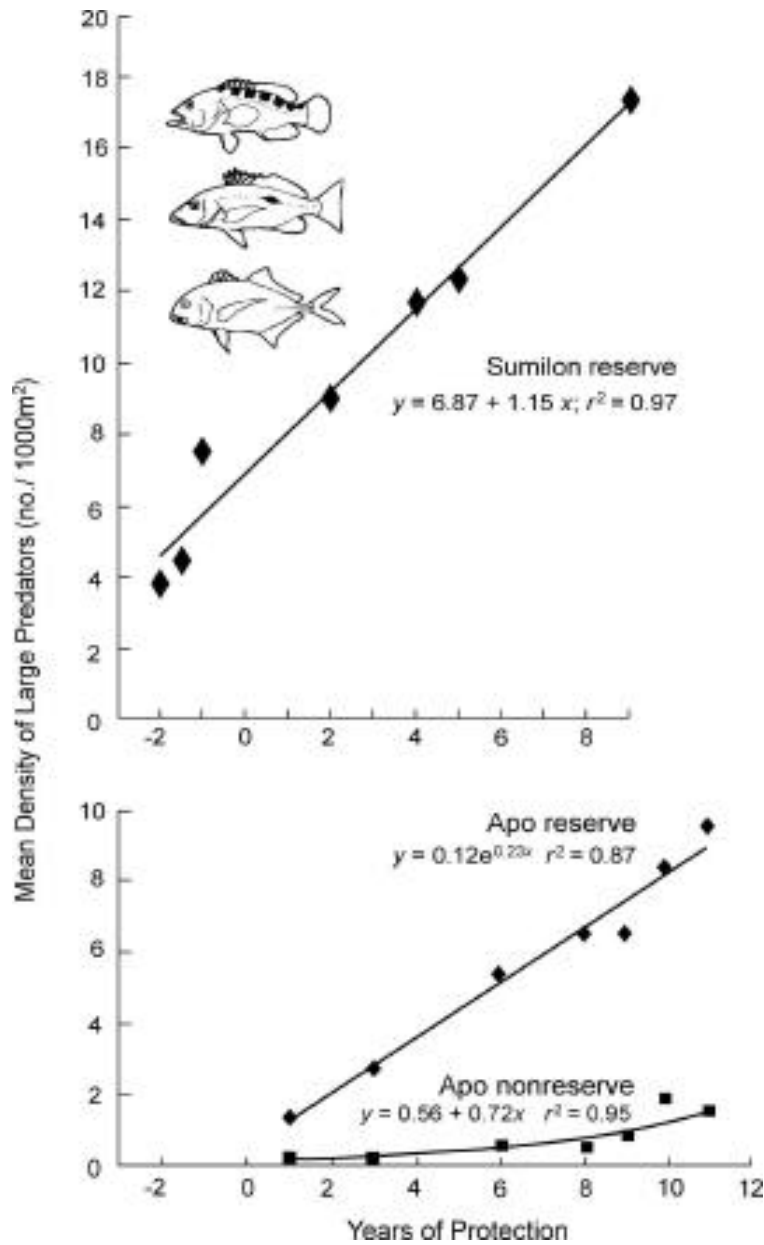 Mean Density of Large Predators (no./ 1000m²)
20
18
16
14
12
10
8
6
4
2
0
Sumilon reserve
y = 6.87 + 1.15 x; r² = 0.97
-2 0 2 4 6 8
10
8
6
4
2
0
Apo reserve
y = 0.12e^0.23x r² = 0.87
Apo nonreserve
y = 0.56 + 0.72x r² = 0.95
-2 0 2 4 6 8 10 12
Years of Protection